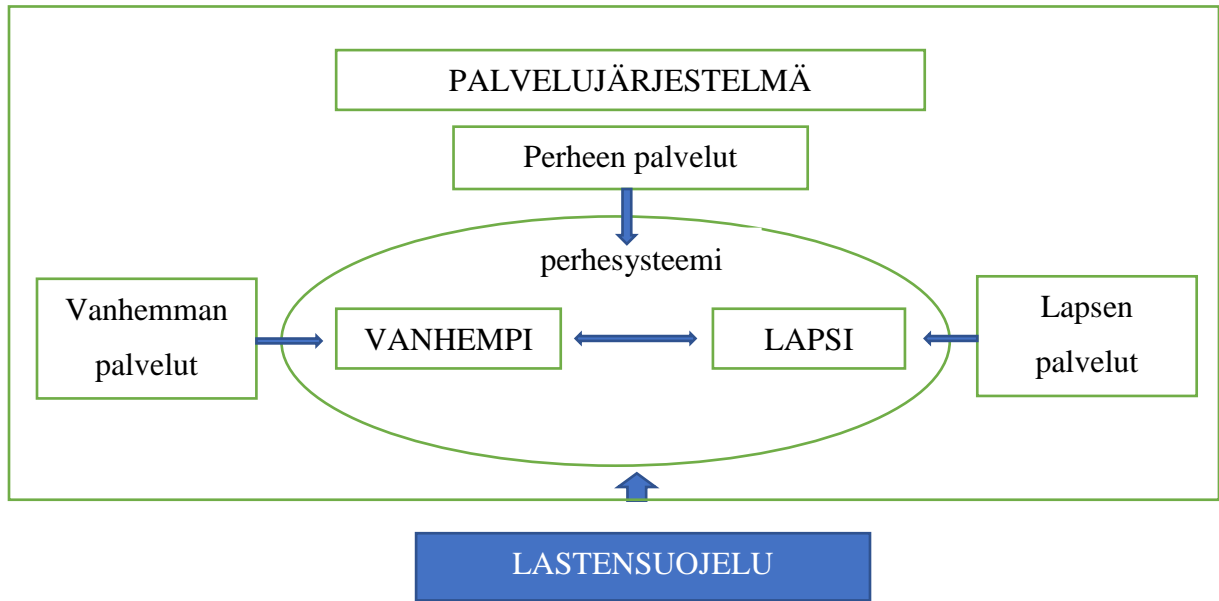 PALVELUJÄRJESTELMÄ
Perheen palvelut
perhesysteemi
Vanhemman
palvelut
VANHEMPI
LAPSI
Lapsen
palvelut
LASTENSUOJELU